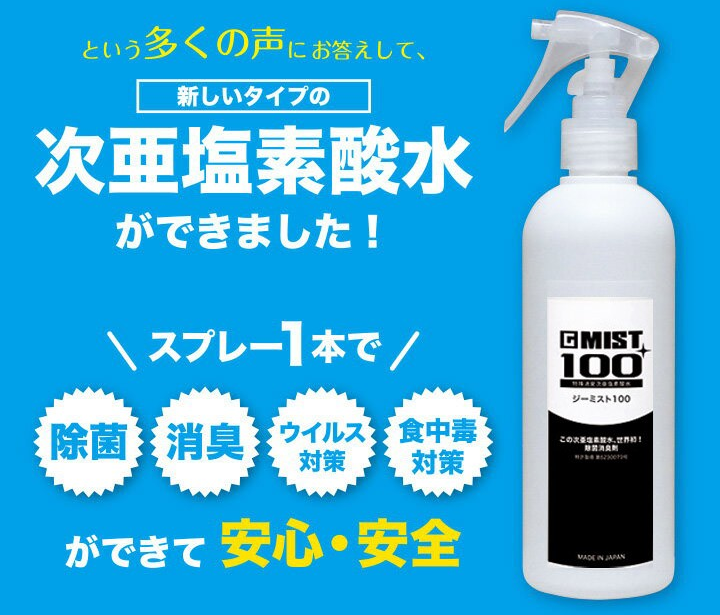 という多くの声にお答えして、
新しいタイプの
次亜塩素酸水
ができました！
\ スプレー1本で /
除菌
消臭
ウイルス
対策
食中毒
対策
ができて 安心・安全
GMIST
100+
ジーミスト100
この次亜塩素酸水、世界初！
除菌消臭剤
MADE IN JAPAN